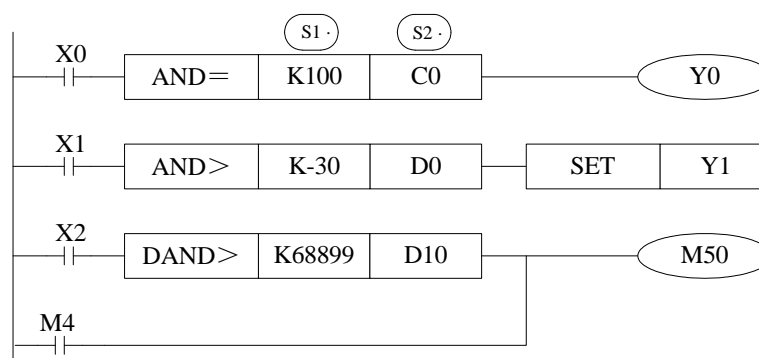 S1· S2·
X0
AND= K100 C0 Y0
X1
AND> K-30 D0 SET Y1
X2
DAND> K68899 D10 M50
M4